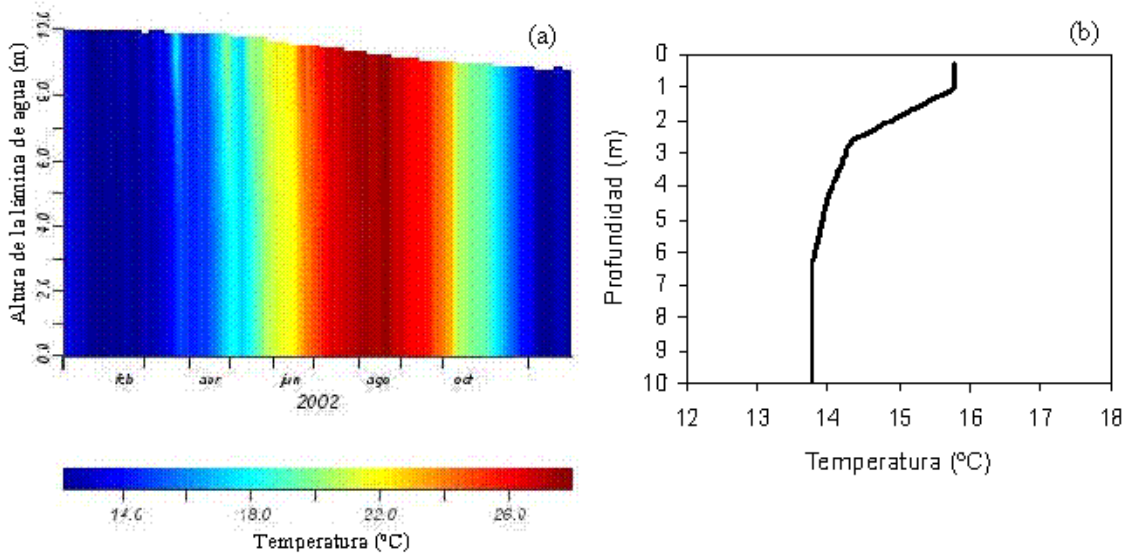 (a)
Altura de la lámina de agua (m)
10.0
8.0
6.0
4.0
2.0
0.0
feb abr jun ago oct
2002
14.0 18.0 22.0 26.0
Temperatura (ºC)
(b)
Profundidad (m)
0
1
2
3
4
5
6
7
8
9
10
12 13 14 15 16 17 18
Temperatura (ºC)